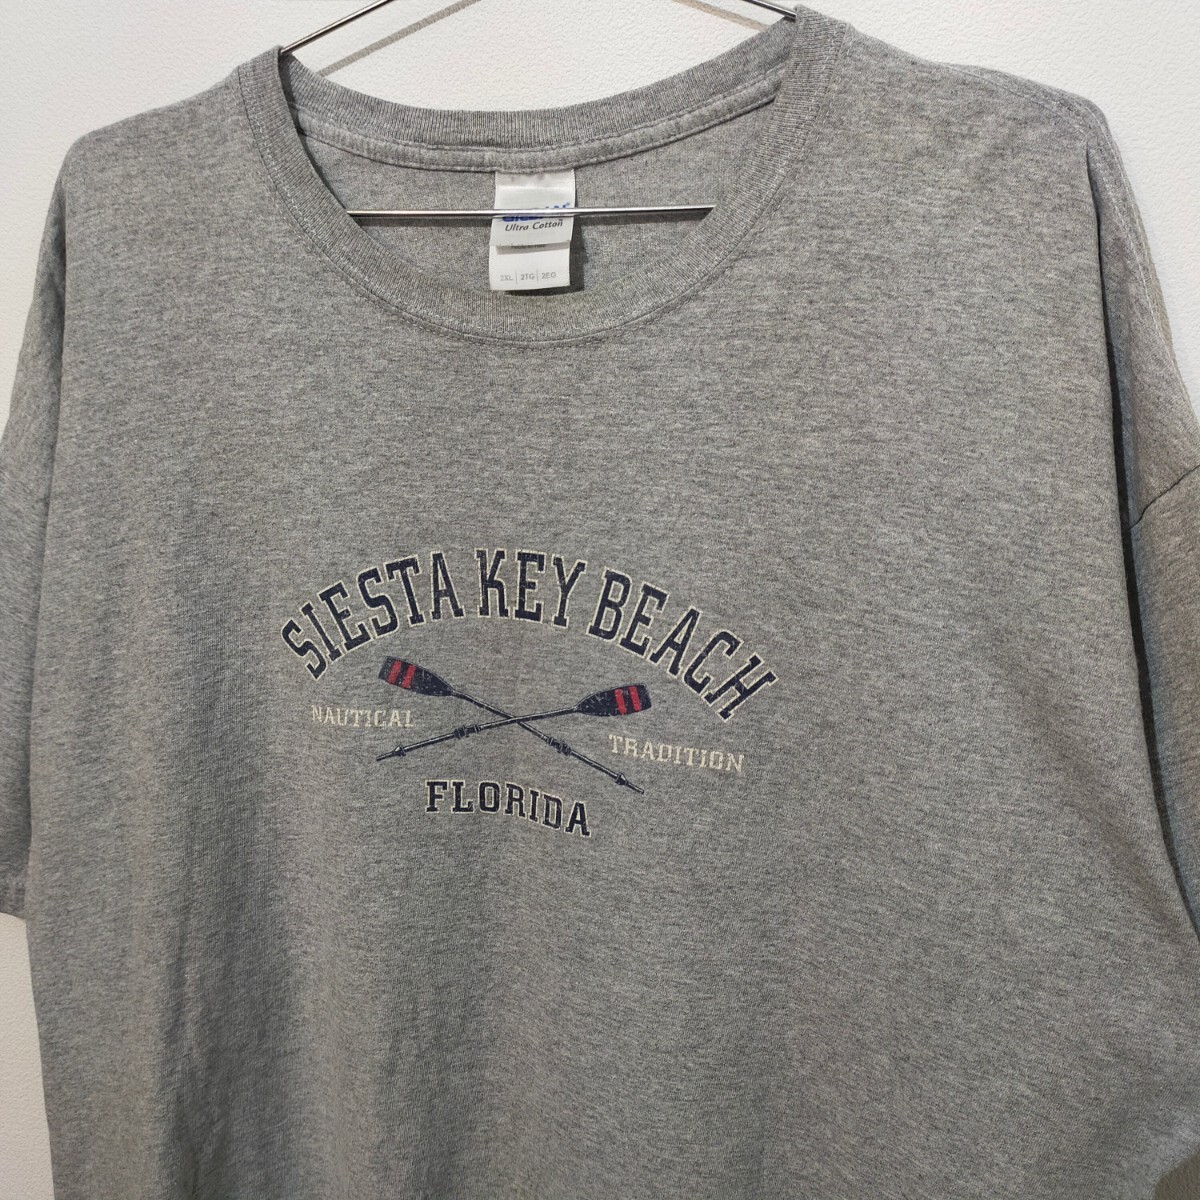 Ultra Cotton
2XL | 2TG | 2EG
SIESTA KEY BEACH
NAUTICAL
TRADITION
FLORIDA